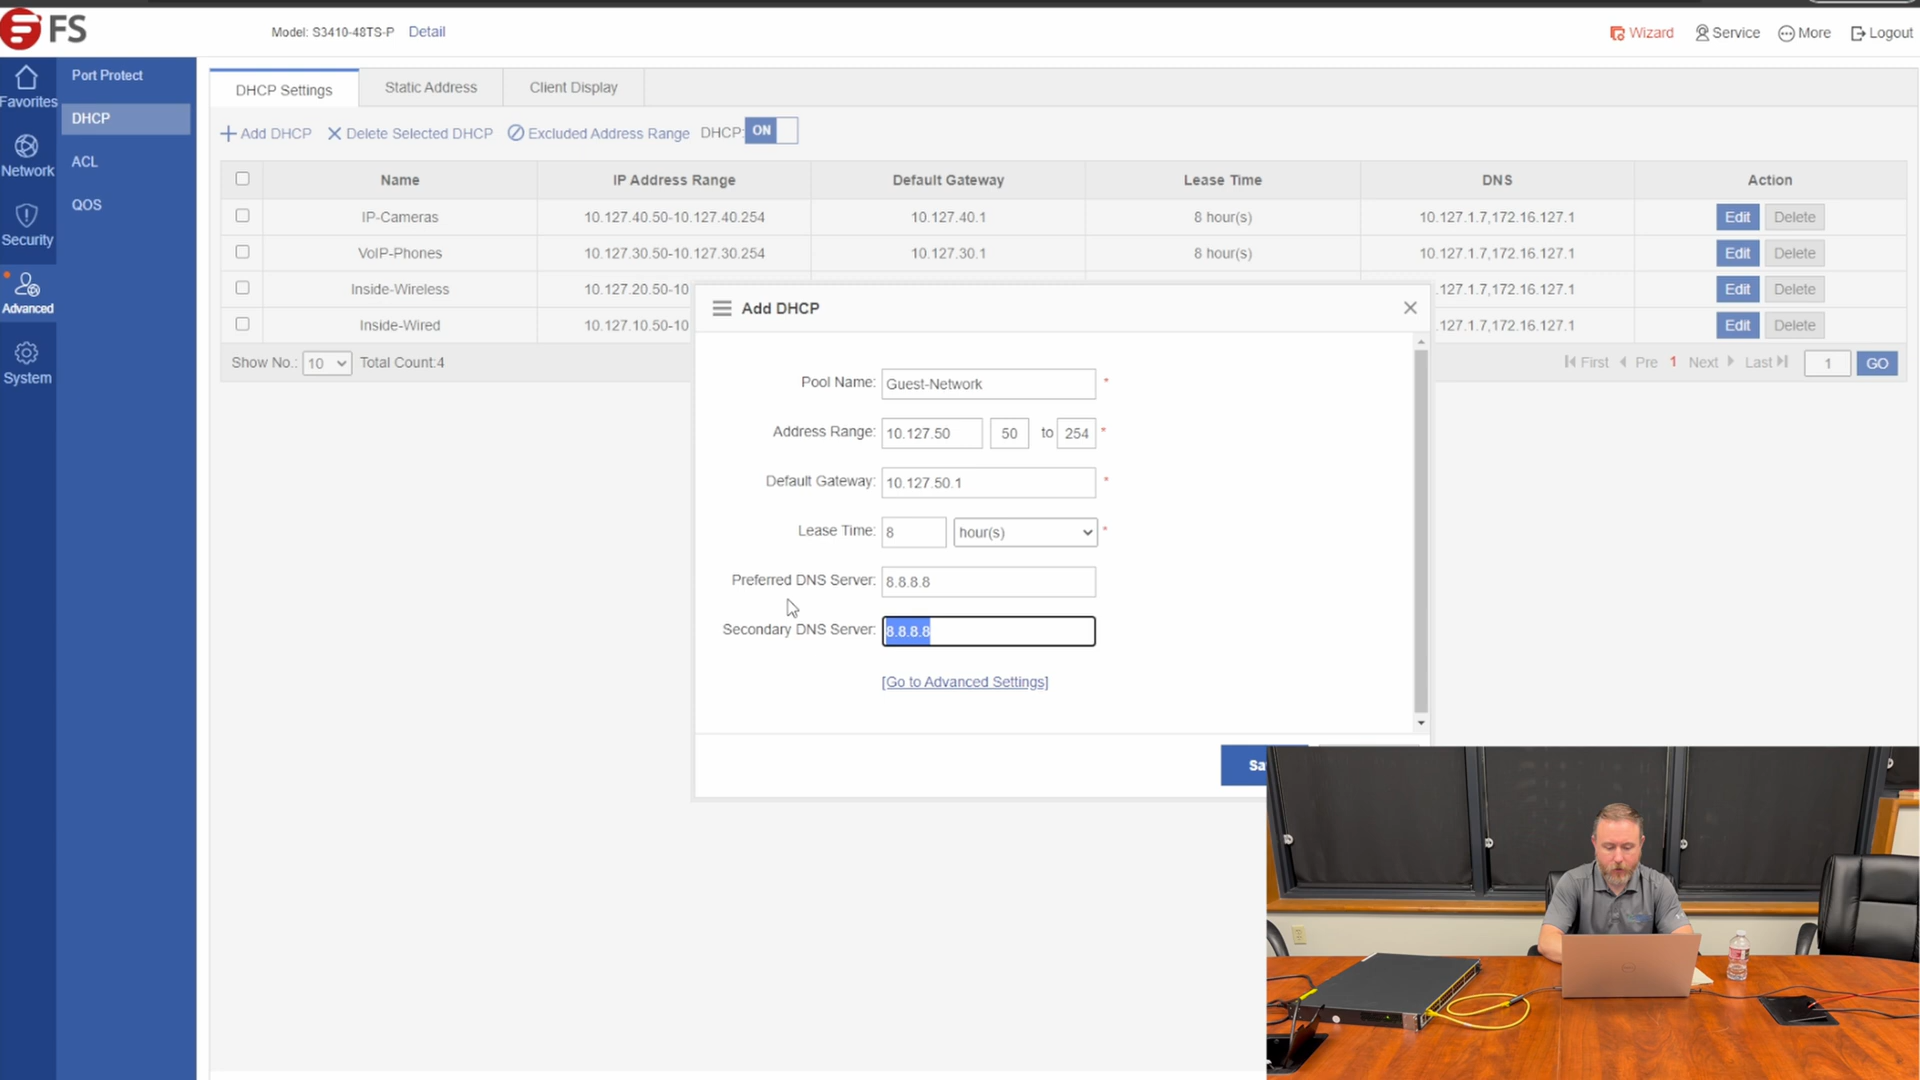 FS
Model: S3410-48TS-P Detail
Wizard Service More Logout
Favorites
Network
Security
Advanced
System
Port Protect
DHCP
ACL
QOS
DHCP Settings Static Address Client Display
Add DHCP Delete Selected DHCP Excluded Address Range DHCP: ON
Name IP Address Range Default Gateway Lease Time DNS Action
IP-Cameras 10.127.40.50-10.127.40.254 10.127.40.1 8 hour(s) 10.127.1.7,172.16.127.1 Edit Delete
VoIP-Phones 10.127.30.50-10.127.30.254 10.127.30.1 8 hour(s) 10.127.1.7,172.16.127.1 Edit Delete
Inside-Wireless 10.127.20.50-10 .127.1.7,172.16.127.1 Edit Delete
Inside-Wired 10.127.10.50-10 .127.1.7,172.16.127.1 Edit Delete
Show No.: 10 Total Count:4 First Pre 1 Next Last 1 GO
Add DHCP
Pool Name: Guest-Network *
Address Range: 10.127.50 50 to 254 *
Default Gateway: 10.127.50.1 *
Lease Time: 8 hour(s) *
Preferred DNS Server: 8.8.8.8
Secondary DNS Server: 8.8.8.8
[Go to Advanced Settings]
Sa